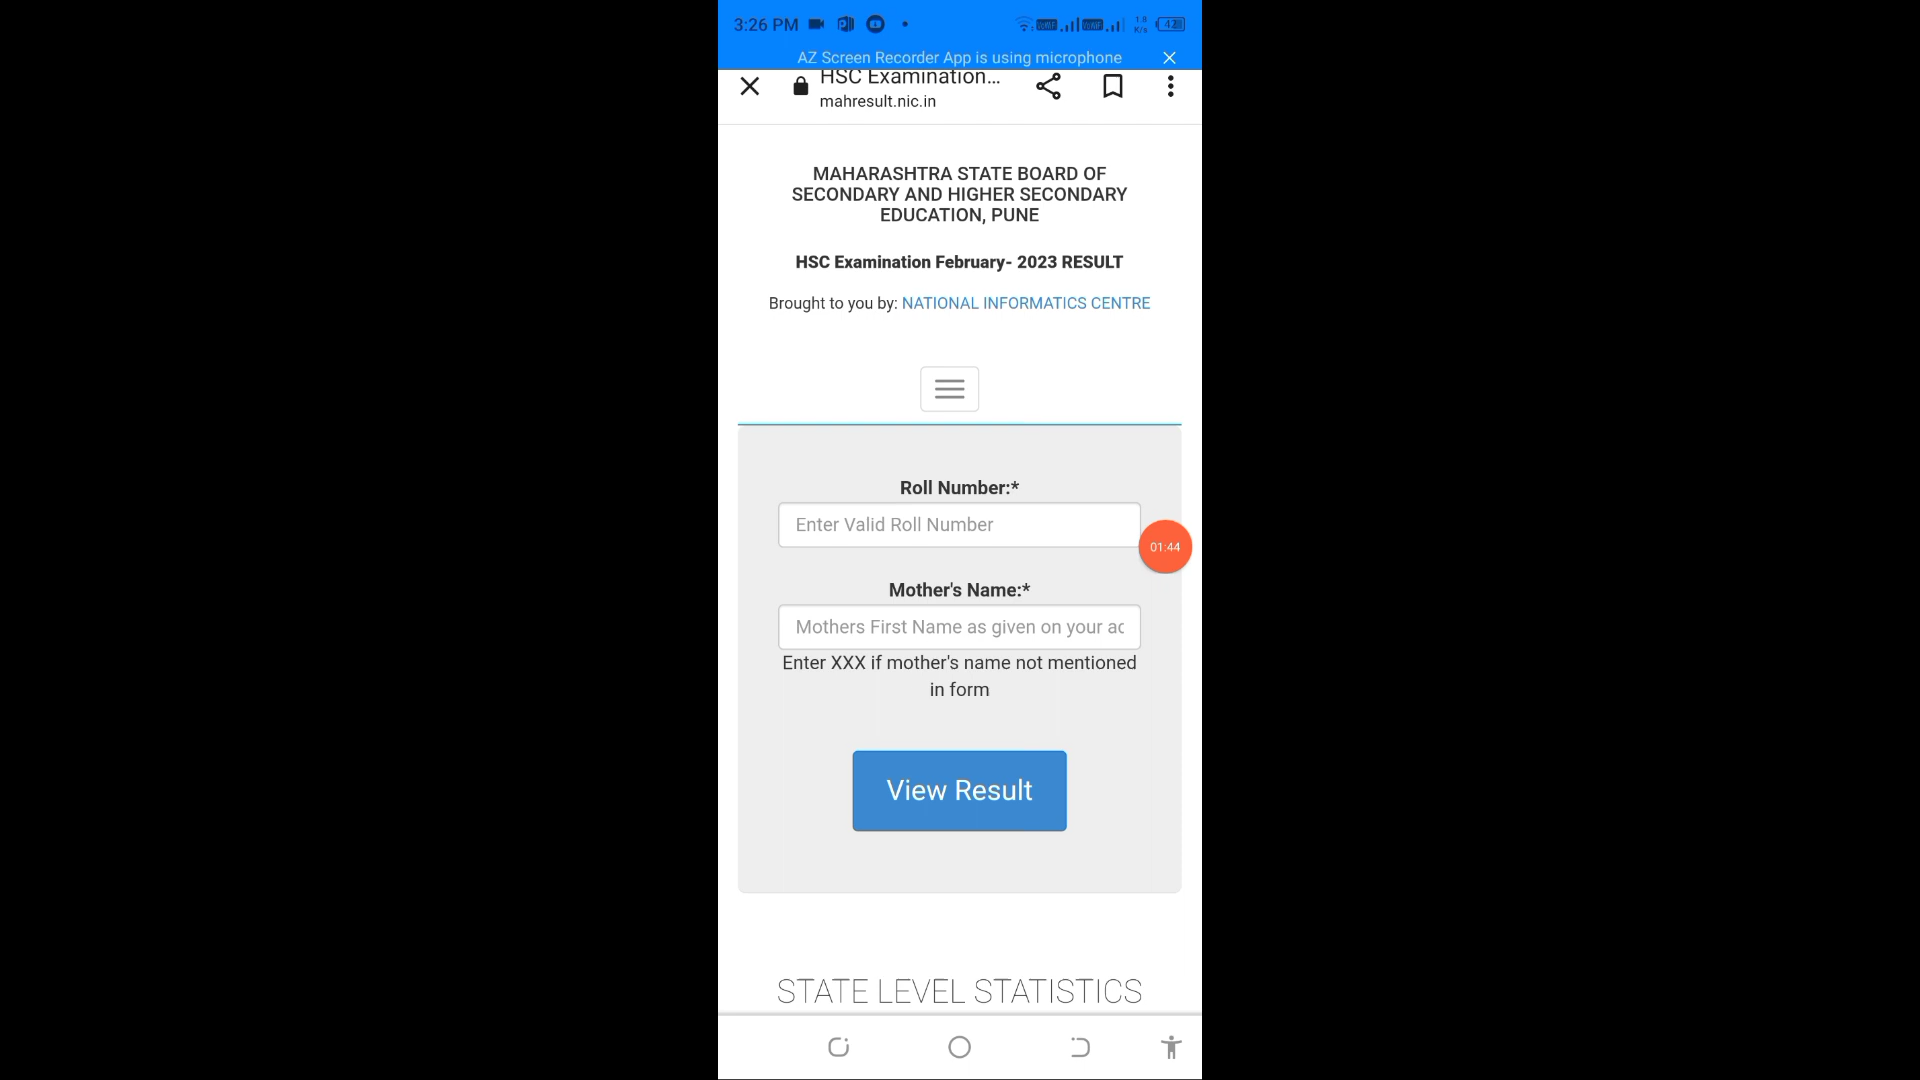 3:26 PM
1.8
K/s
42
AZ Screen Recorder App is using microphone
HSC Examination...
mahresult.nic.in
MAHARASHTRA STATE BOARD OF
SECONDARY AND HIGHER SECONDARY
EDUCATION, PUNE
HSC Examination February- 2023 RESULT
Brought to you by: NATIONAL INFORMATICS CENTRE
Roll Number:*
Enter Valid Roll Number
01:44
Mother's Name:*
Mothers First Name as given on your ac
Enter XXX if mother's name not mentioned
in form
View Result
STATE LEVEL STATISTICS